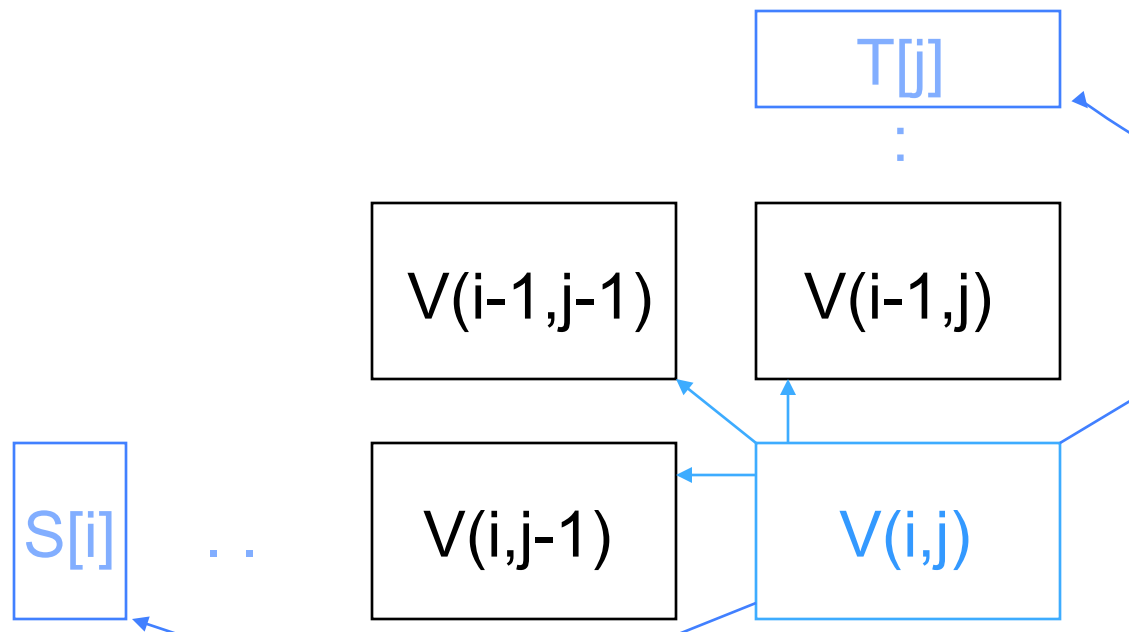 T[j]
:
V(i-1,j-1) V(i-1,j)
S[i] . . V(i,j-1) V(i,j)